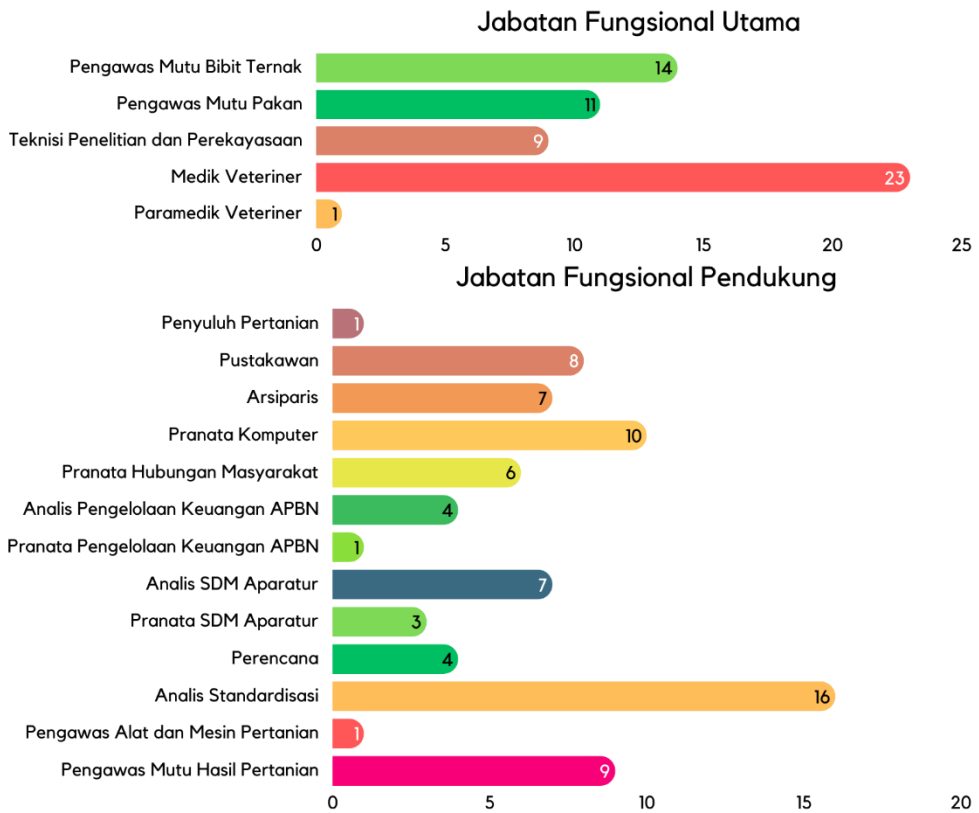 Jabatan Fungsional Utama
Pengawas Mutu Bibit Ternak 14
Pengawas Mutu Pakan 11
Teknisi Penelitian dan Perekayasaan 9
Medik Veteriner 23
Paramedik Veteriner 1
0 5 10 15 20 25
Jabatan Fungsional Pendukung
Penyuluh Pertanian 1
Pustakawan 8
Arsiparis 7
Pranata Komputer 10
Pranata Hubungan Masyarakat 6
Analis Pengelolaan Keuangan APBN 4
Pranata Pengelolaan Keuangan APBN 1
Analis SDM Aparatur 7
Pranata SDM Aparatur 3
Perencana 4
Analis Standardisasi 16
Pengawas Alat dan Mesin Pertanian 1
Pengawas Mutu Hasil Pertanian 9
0 5 10 15 20